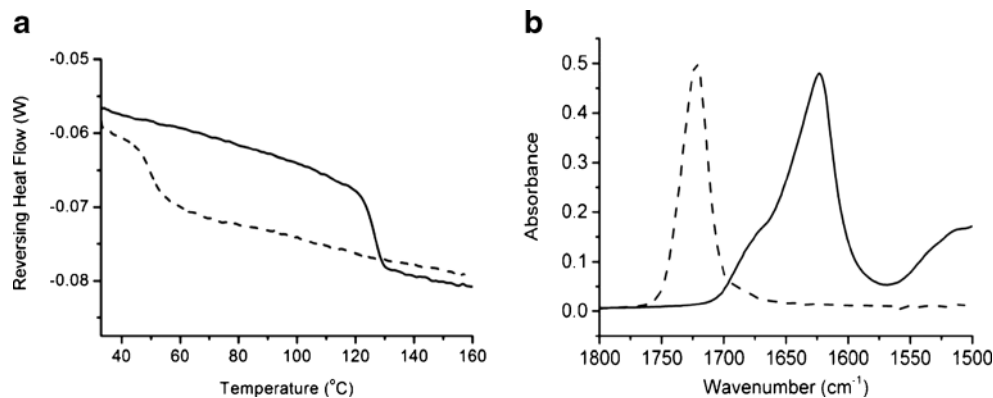 a
-0.05
-0.06
-0.07
-0.08
Reversing Heat Flow (W)
40 60 80 100 120 140 160
Temperature (°C)
b
0.5
0.4
0.3
0.2
0.1
0.0
Absorbance
1800 1750 1700 1650 1600 1550 1500
Wavenumber (cm⁻¹)